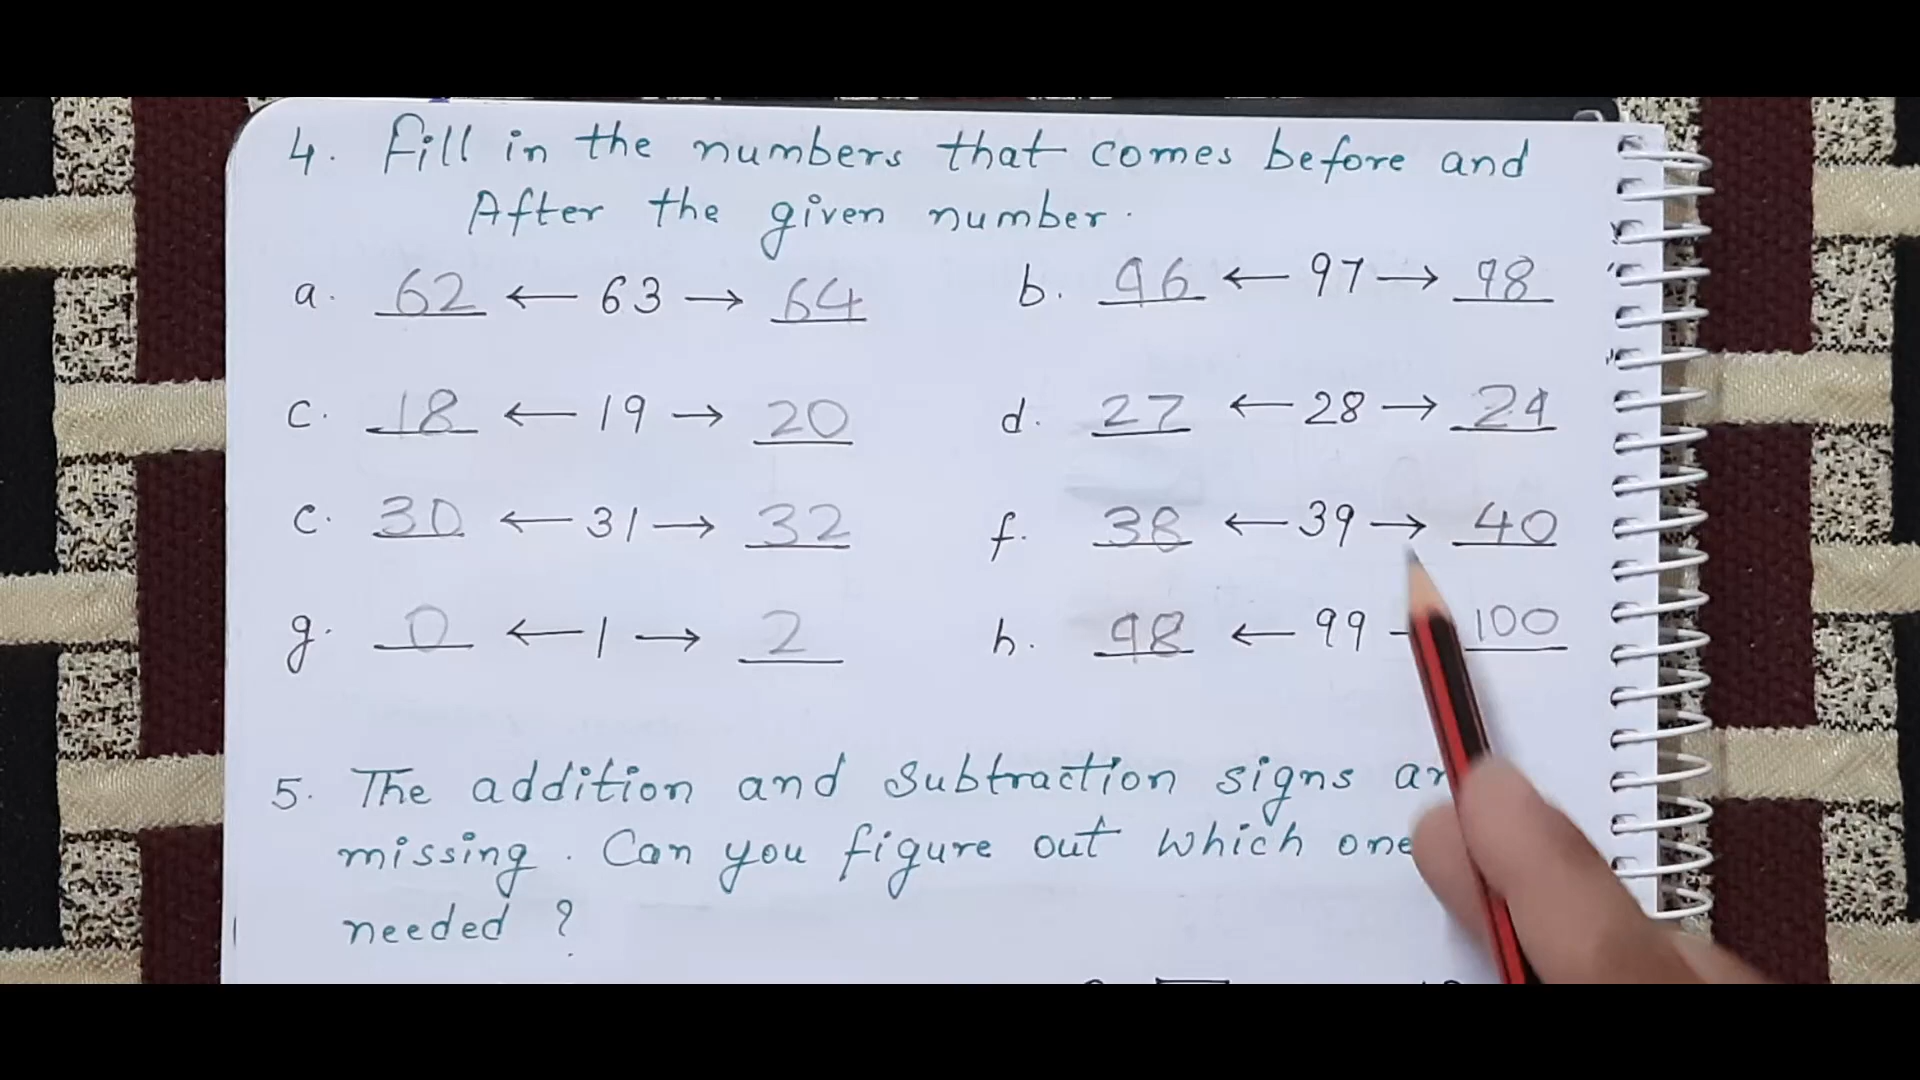 4. Fill in the numbers that comes before and
After the given number.
a. 62 ← 63 → 64 b. 96 ← 97 → 98
c. 18 ← 19 → 20 d. 27 ← 28 → 29
c. 30 ← 31 → 32 f. 38 ← 39 → 40
g. 0 ← 1 → 2 h. 98 ← 99 - 100
5. The addition and subtraction signs ar
missing. Can you figure out which one
needed ?